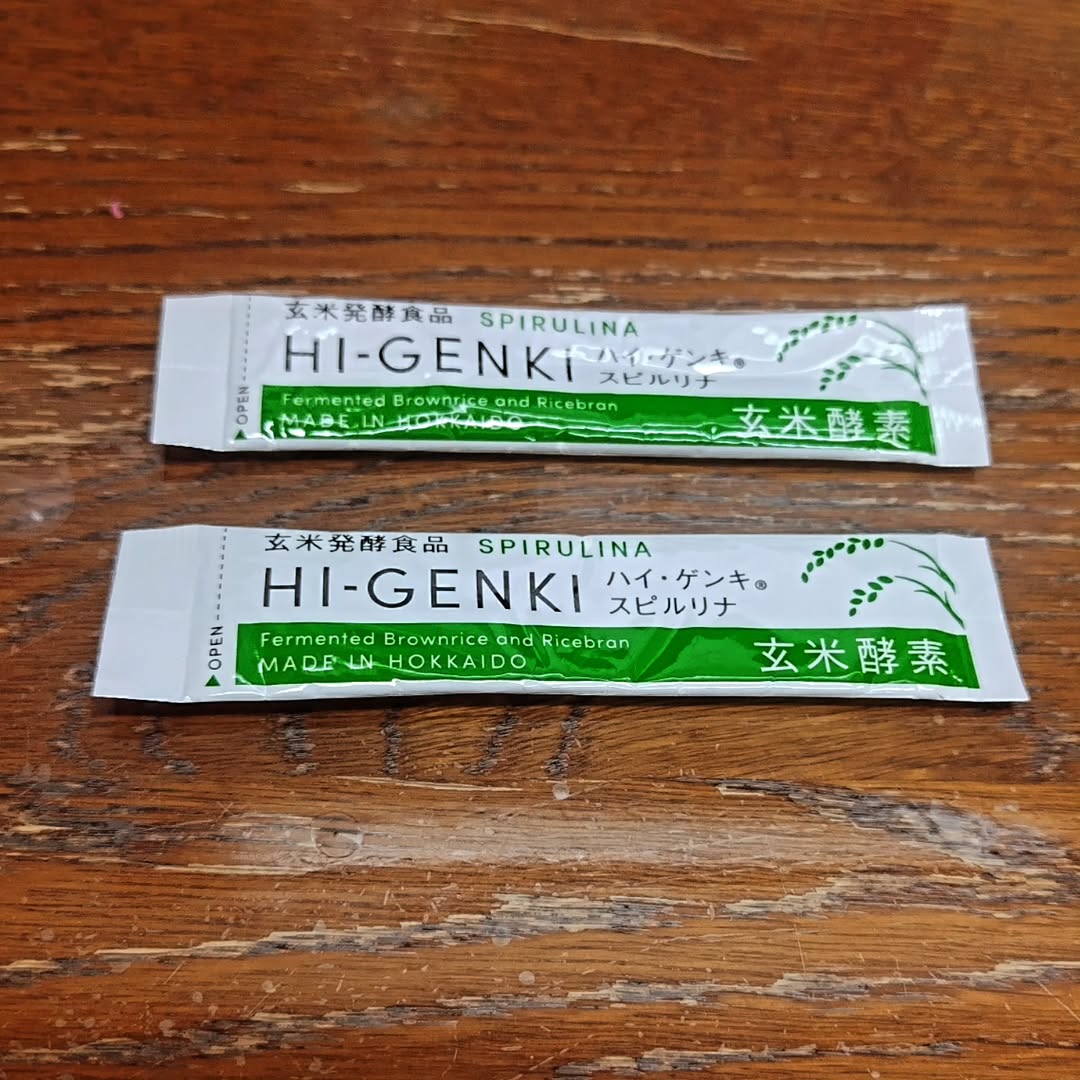 玄米発酵食品 SPIRULINA
HI-GENKI ハイ・ゲンキ®
スピルリナ
OPEN
Fermented Brownrice and Ricebran
MADE IN HOKKAIDO
玄米酵素
玄米発酵食品 SPIRULINA
HI-GENKI ハイ・ゲンキ®
スピルリナ
OPEN
Fermented Brownrice and Ricebran
MADE IN HOKKAIDO
玄米酵素